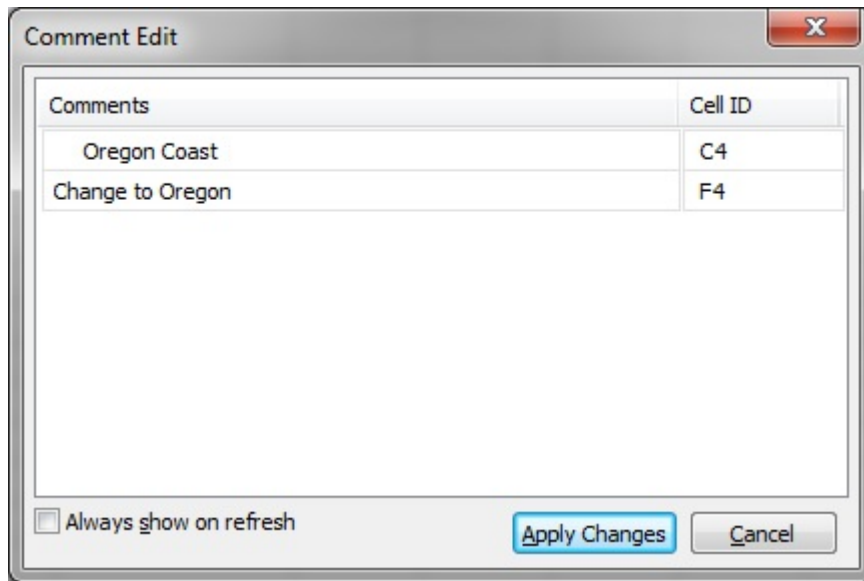 Comment Edit
Comments Cell ID
Oregon Coast C4
Change to Oregon F4
Always show on refresh Apply Changes Cancel